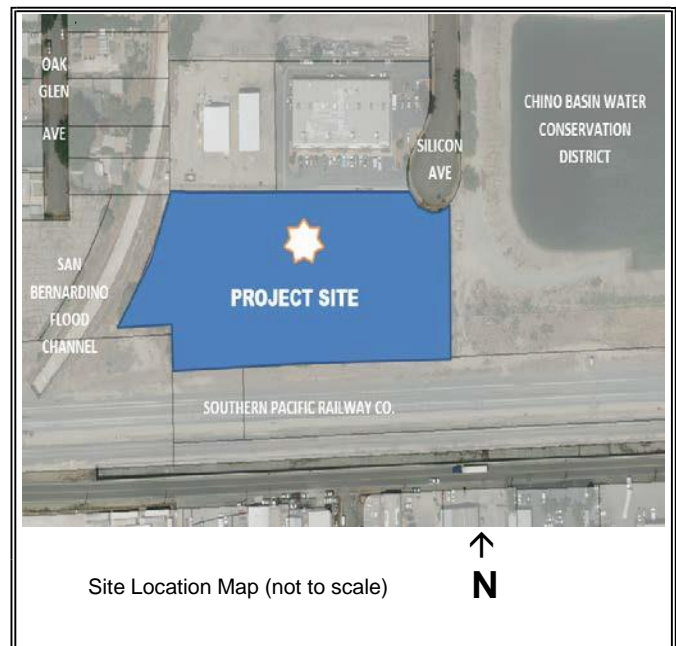 OAK
GLEN
AVE
SILICON
AVE
CHINO BASIN WATER
CONSERVATION
DISTRICT
SAN
BERNARDINO
FLOOD
CHANNEL
PROJECT SITE
SOUTHERN PACIFIC RAILWAY CO.
↑
Site Location Map (not to scale)
N